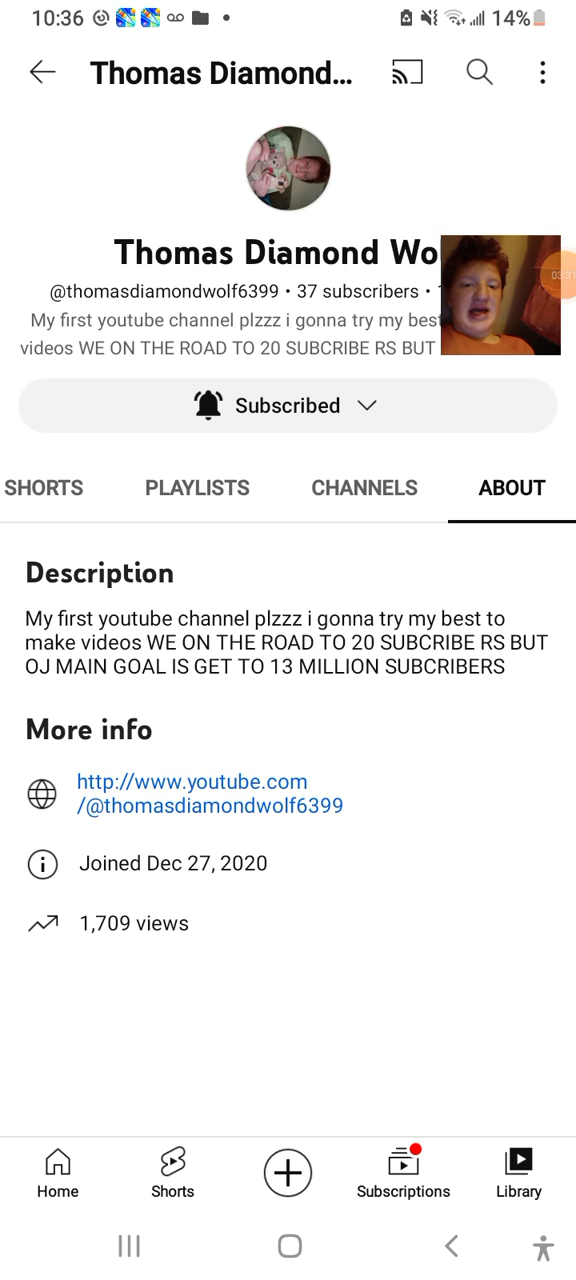 10:36 14%
Thomas Diamond...
Thomas Diamond Wo
@thomasdiamondwolf6399 • 37 subscribers •
03:31
My first youtube channel plzzz i gonna try my best
videos WE ON THE ROAD TO 20 SUBCRIBE RS BUT
Subscribed
SHORTS PLAYLISTS CHANNELS ABOUT
Description
My first youtube channel plzzz i gonna try my best to
make videos WE ON THE ROAD TO 20 SUBCRIBE RS BUT
OJ MAIN GOAL IS GET TO 13 MILLION SUBCRIBERS
More info
http://www.youtube.com
/@thomasdiamondwolf6399
Joined Dec 27, 2020
1,709 views
Home Shorts Subscriptions Library